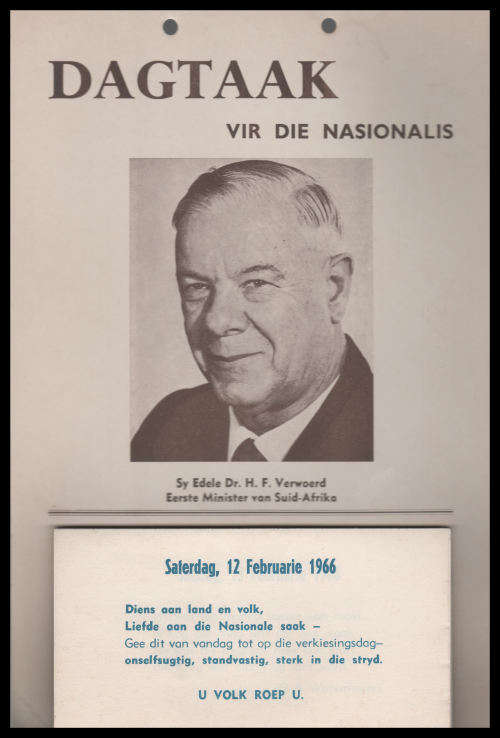 DAGTAAK
VIR DIE NASIONALIS
Sy Edele Dr. H. F. Verwoerd
Eerste Minister van Suid-Afrika
Saterdag, 12 Februarie 1966
Diens aan land en volk,
Liefde aan die Nasionale saak –
Gee dit van vandag tot op die verkiesingsdag–
onselfsugtig, standvastig, sterk in die stryd.
U VOLK ROEP U.